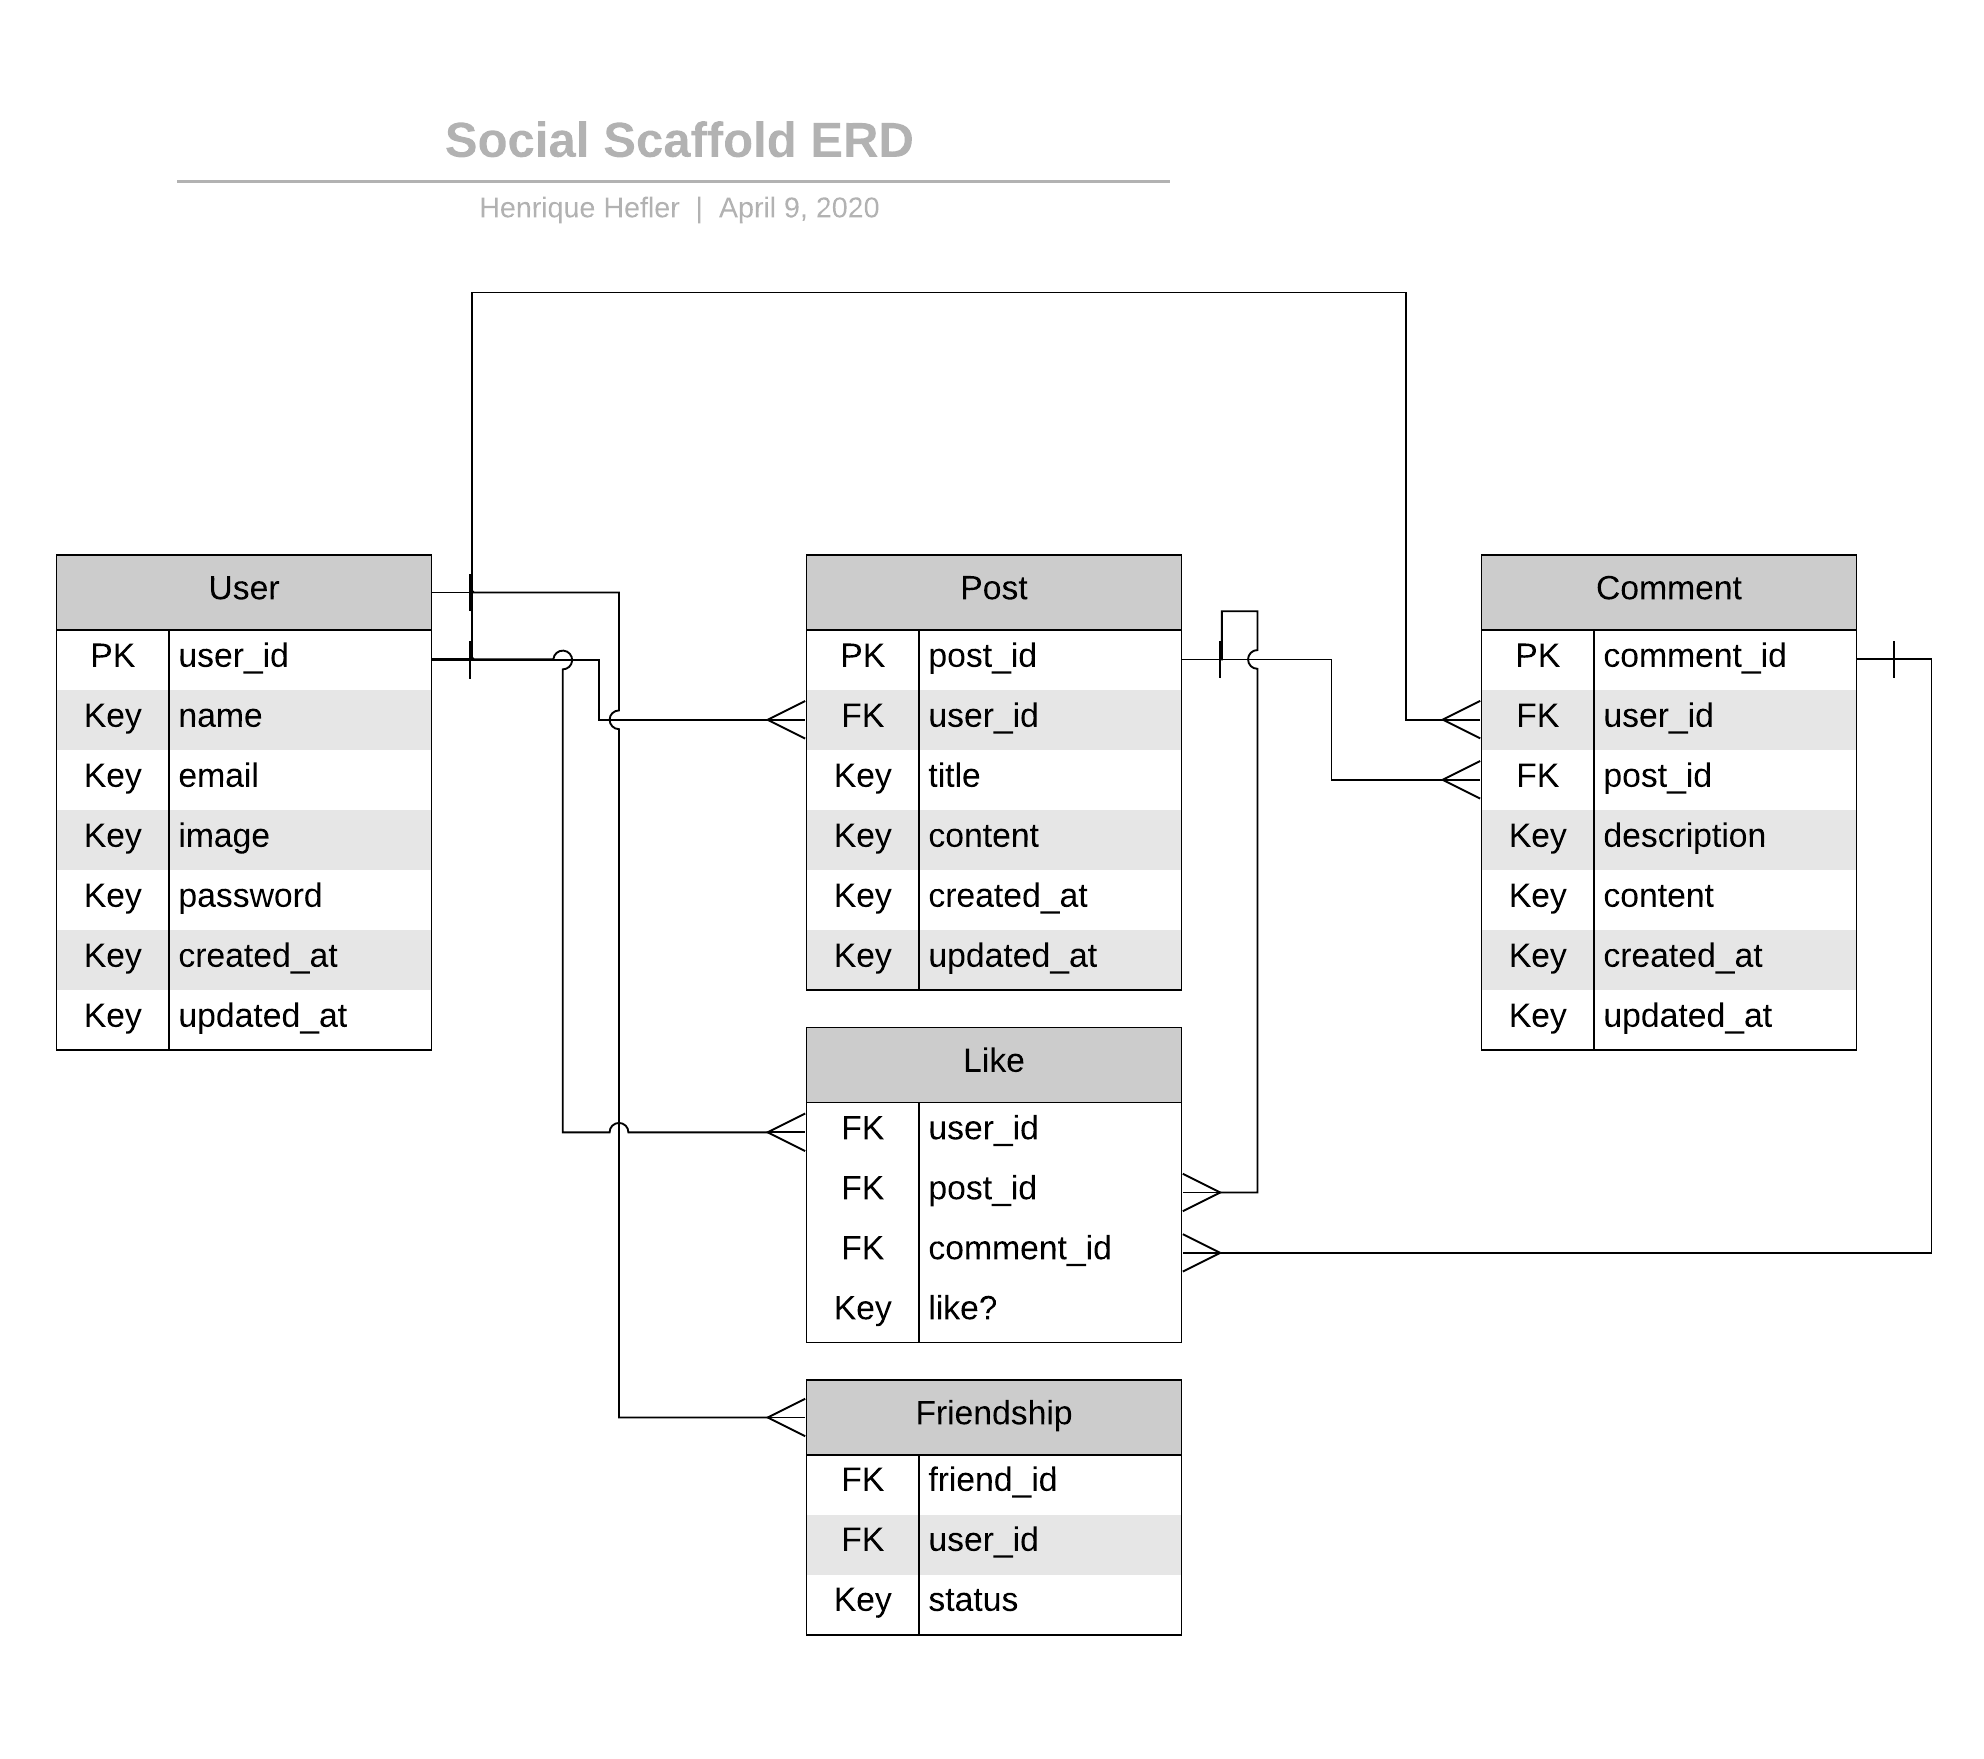 Social Scaffold ERD
Henrique Hefler | April 9, 2020
User
PK user_id
Key name
Key email
Key image
Key password
Key created_at
Key updated_at
Post
PK post_id
FK user_id
Key title
Key content
Key created_at
Key updated_at
Comment
PK comment_id
FK user_id
FK post_id
Key description
Key content
Key created_at
Key updated_at
Like
FK user_id
FK post_id
FK comment_id
Key like?
Friendship
FK friend_id
FK user_id
Key status